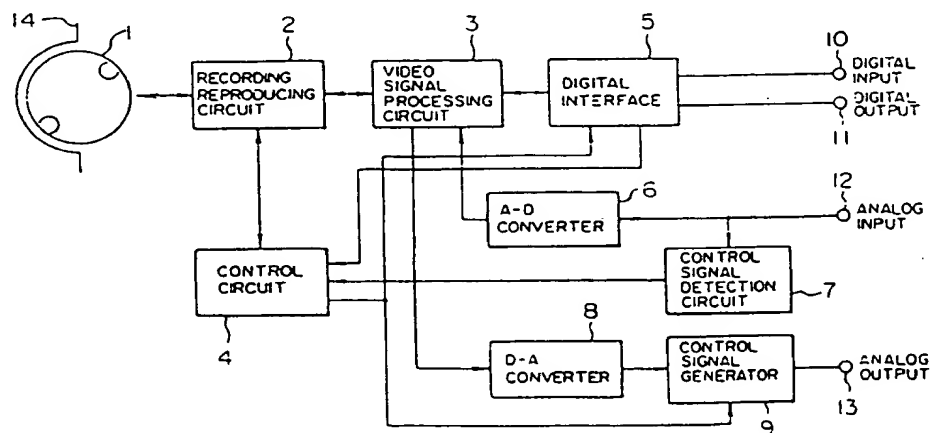 14
1
2
RECORDING
REPRODUCING
CIRCUIT
3
VIDEO
SIGNAL
PROCESSING
CIRCUIT
5
DIGITAL
INTERFACE
10
DIGITAL
INPUT
DIGITAL
OUTPUT
11
6
A-D
CONVERTER
12
ANALOG
INPUT
CONTROL
CIRCUIT
4
CONTROL
SIGNAL
DETECTION
CIRCUIT
7
8
D-A
CONVERTER
CONTROL
SIGNAL
GENERATOR
9
ANALOG
OUTPUT
13